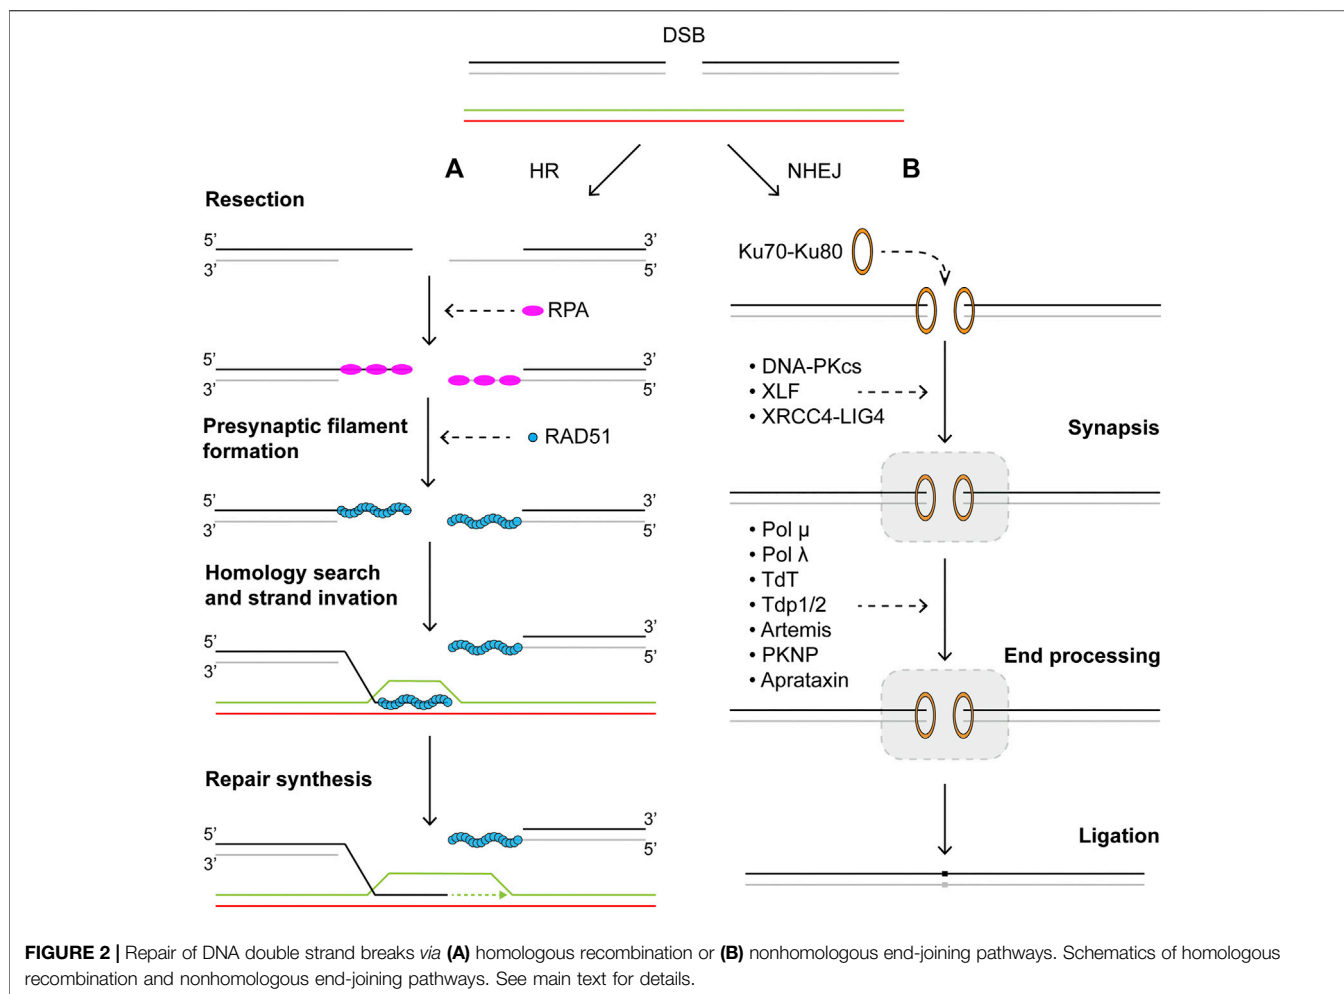 DSB
A
HR
NHEJ
B
Resection
5’
3’
3’
5’
RPA
5’
3’
3’
5’
Presynaptic filament
formation
RAD51
5’
3’
3’
5’
Homology search
and strand invation
5’
3’
3’
5’
Repair synthesis
5’
3’
3’
5’
Ku70-Ku80
• DNA-PKcs
• XLF
• XRCC4-LIG4
Synapsis
• Pol μ
• Pol λ
• TdT
• Tdp1/2
• Artemis
• PKNP
• Aprataxin
End processing
Ligation
FIGURE 2 | Repair of DNA double strand breaks via (A) homologous recombination or (B) nonhomologous end-joining pathways. Schematics of homologous
recombination and nonhomologous end-joining pathways. See main text for details.